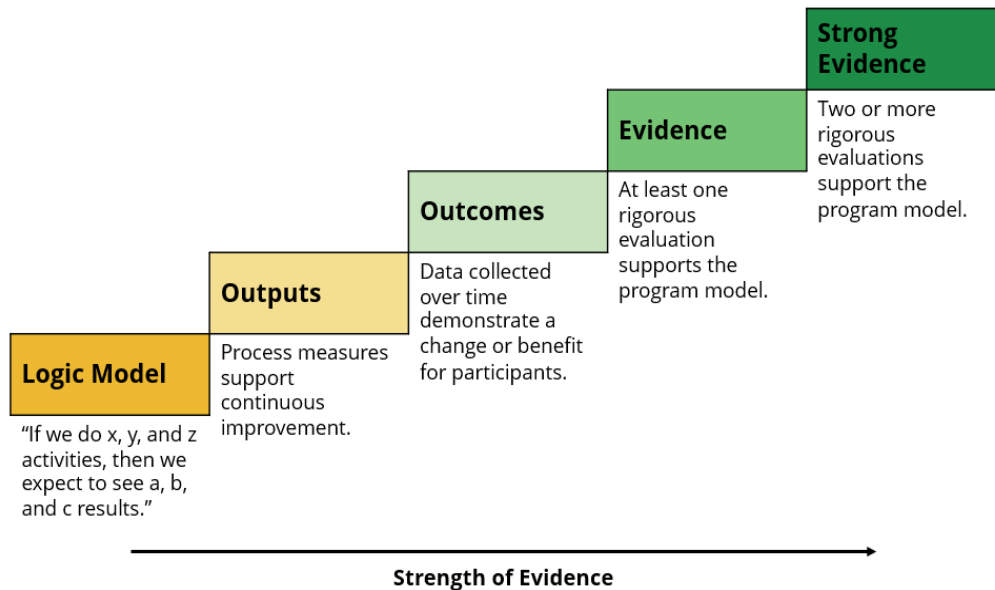 Logic Model
“If we do x, y, and z
activities, then we
expect to see a, b,
and c results.”
Outputs
Process measures
support
continuous
improvement.
Outcomes
Data collected
over time
demonstrate a
change or benefit
for participants.
Evidence
At least one
rigorous
evaluation
supports the
program model.
Strong
Evidence
Two or more
rigorous
evaluations
support the
program model.
Strength of Evidence